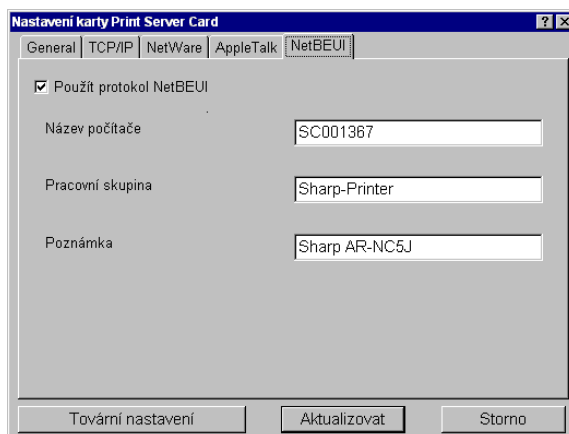 Nastavení karty Print Server Card
General TCP/IP NetWare AppleTalk NetBEUI
Použít protokol NetBEUI
Název počítače SC001367
Pracovní skupina Sharp-Printer
Poznámka Sharp AR-NC5J
Tovární nastavení Aktualizovat Storno